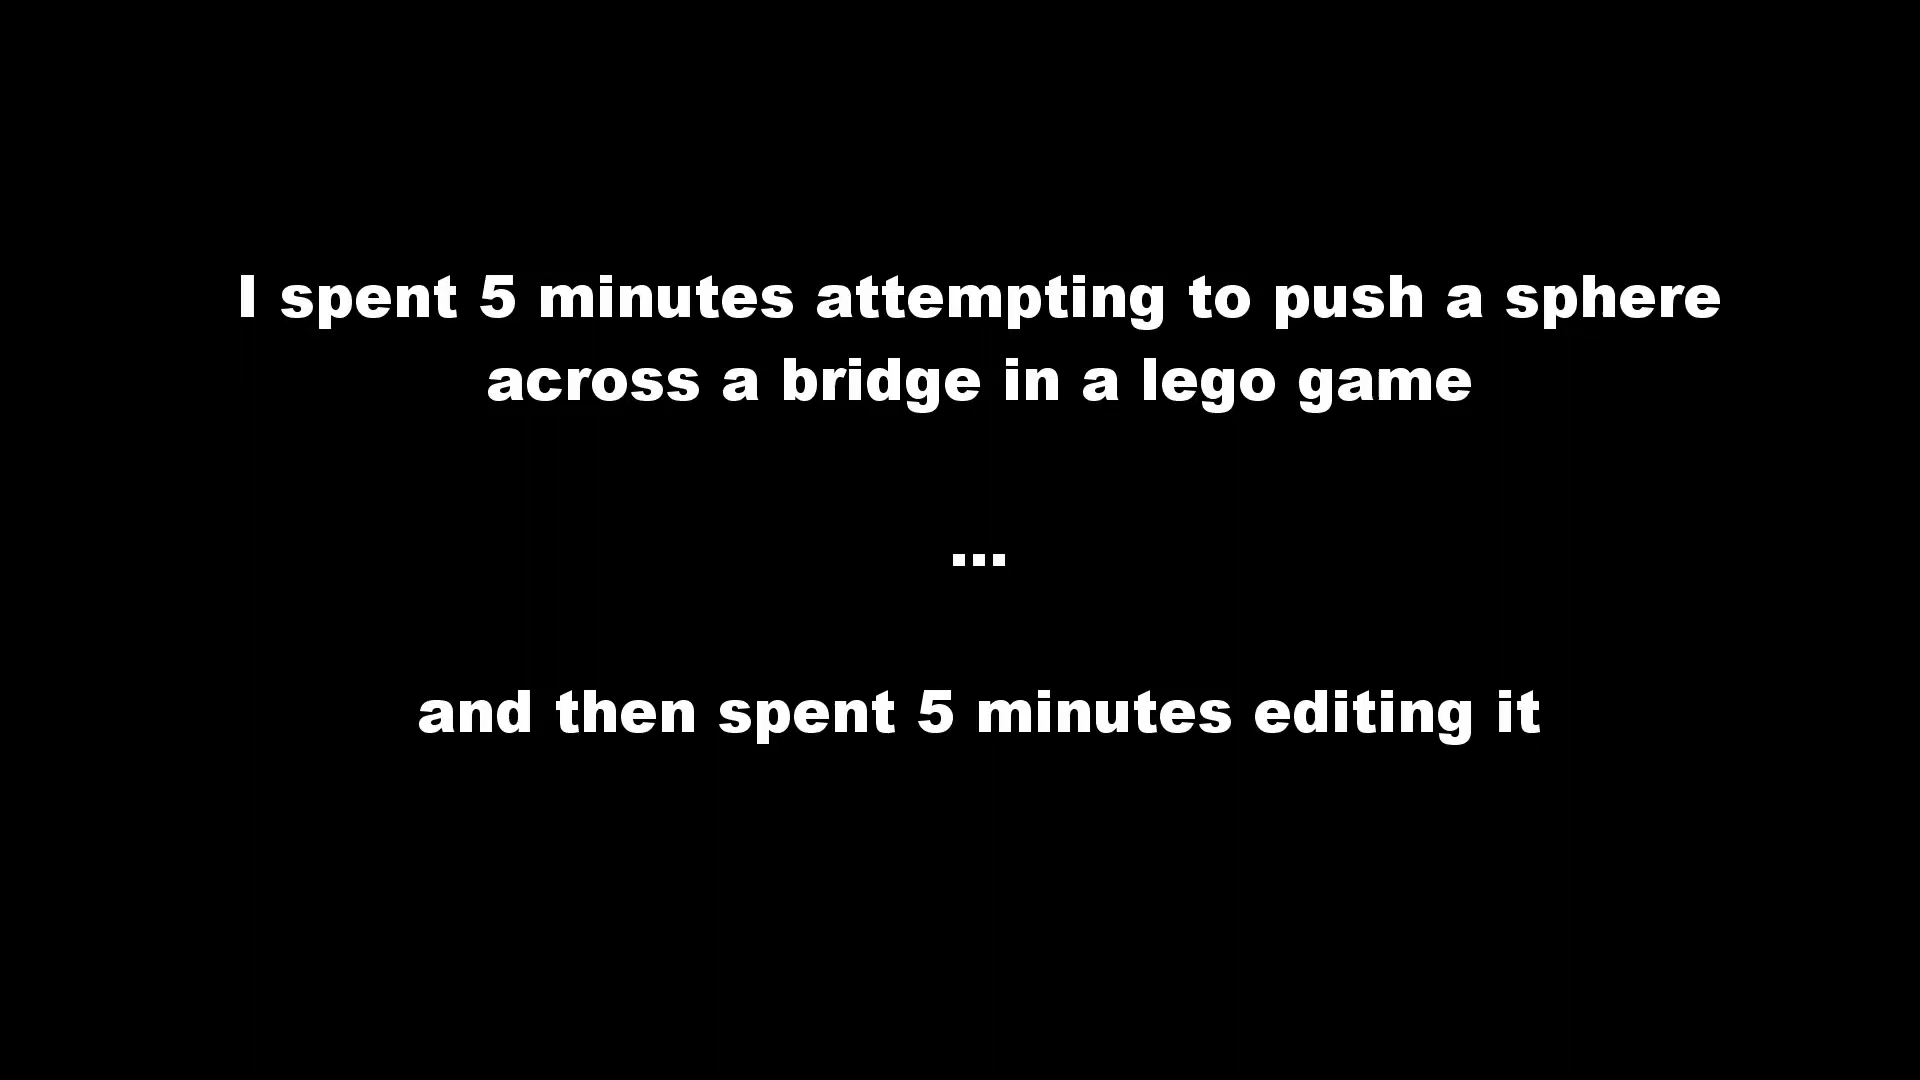 I spent 5 minutes attempting to push a sphere
across a bridge in a lego game
...
and then spent 5 minutes editing it